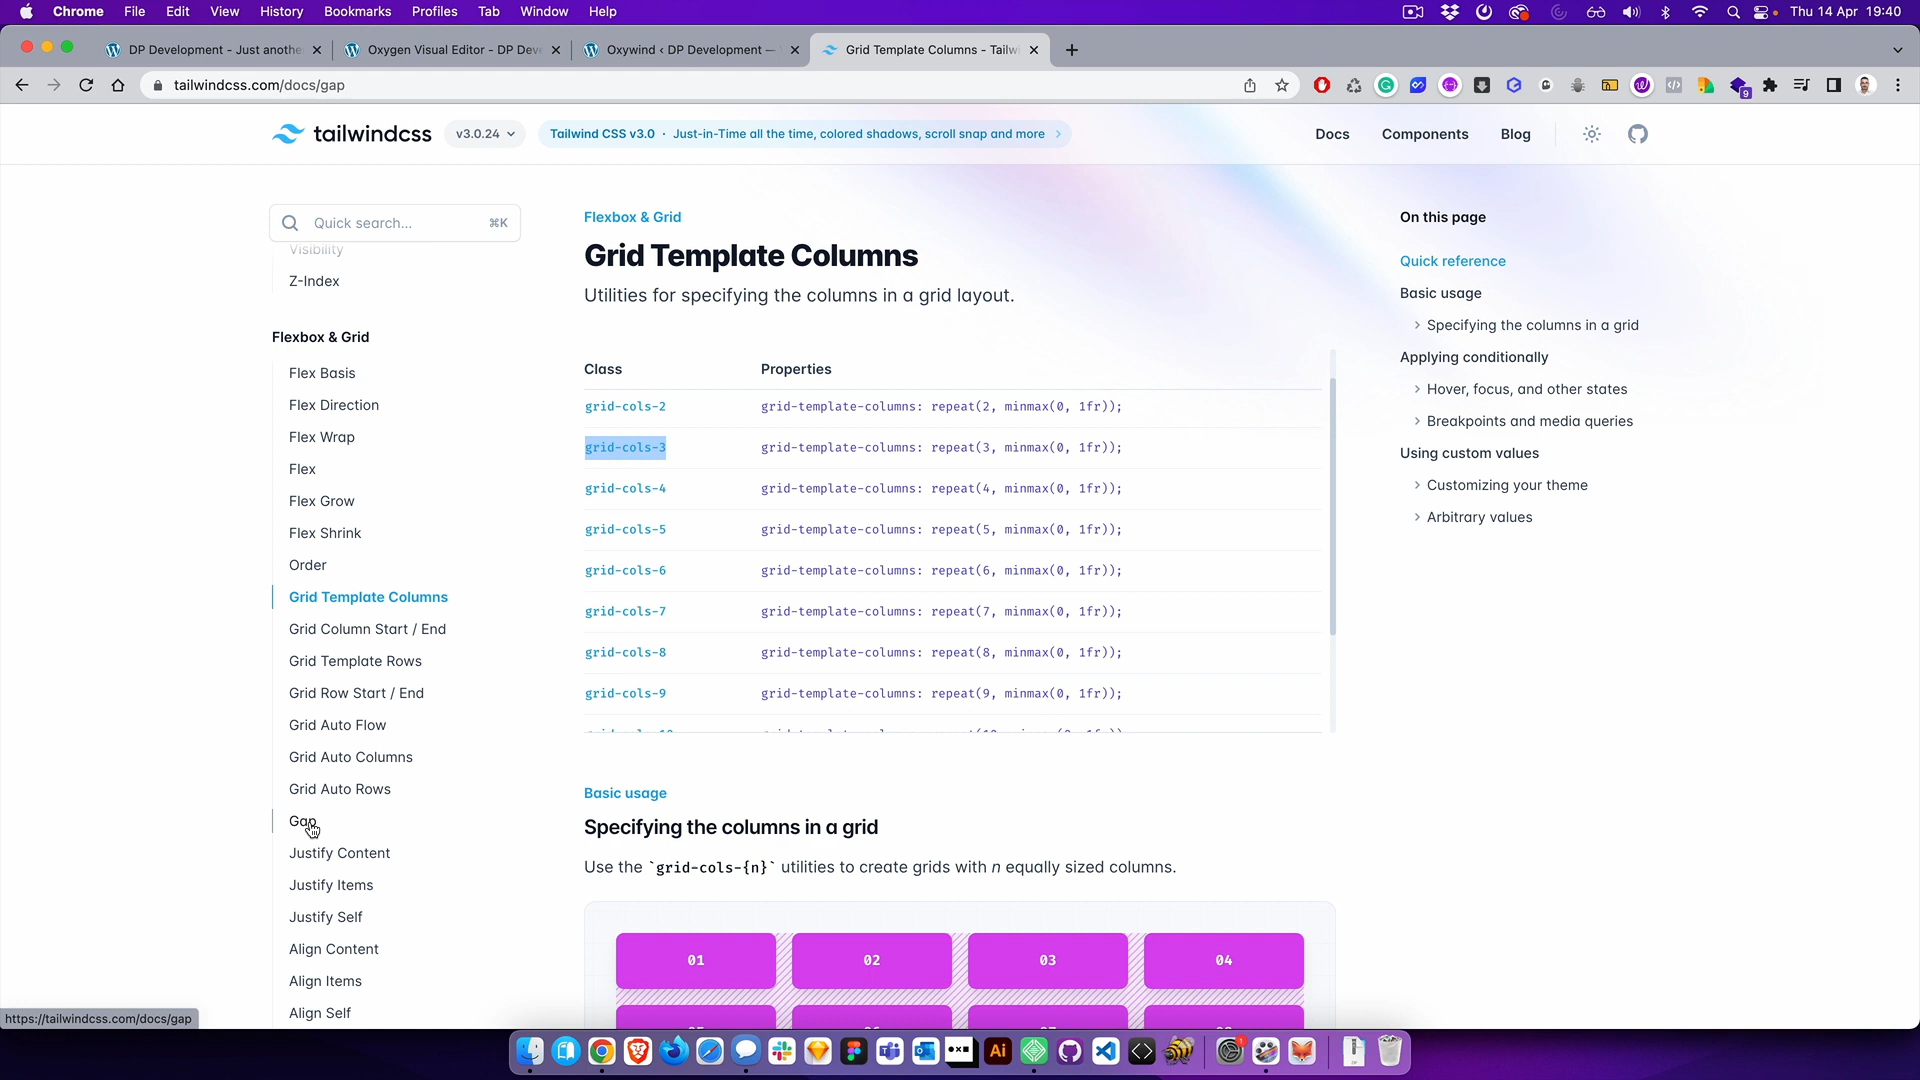 Chrome File Edit View History Bookmarks Profiles Tab Window Help Thu 14 Apr 19:40
DP Development - Just anothe
Oxygen Visual Editor - DP Deve
Oxywind ‹ DP Development —
Grid Template Columns - Tailwi
tailwindcss.com/docs/gap
9
tailwindcss
v3.0.24
Tailwind CSS v3.0 · Just-in-Time all the time, colored shadows, scroll snap and more
Docs Components Blog
Quick search... ⌘K
Visibility
Z-Index
Flexbox & Grid
Flex Basis
Flex Direction
Flex Wrap
Flex
Flex Grow
Flex Shrink
Order
Grid Template Columns
Grid Column Start / End
Grid Template Rows
Grid Row Start / End
Grid Auto Flow
Grid Auto Columns
Grid Auto Rows
Gap
Justify Content
Justify Items
Justify Self
Align Content
Align Items
Align Self
Flexbox & Grid
Grid Template Columns
Utilities for specifying the columns in a grid layout.
Class Properties
grid-cols-2 grid-template-columns: repeat(2, minmax(0, 1fr));
grid-cols-3 grid-template-columns: repeat(3, minmax(0, 1fr));
grid-cols-4 grid-template-columns: repeat(4, minmax(0, 1fr));
grid-cols-5 grid-template-columns: repeat(5, minmax(0, 1fr));
grid-cols-6 grid-template-columns: repeat(6, minmax(0, 1fr));
grid-cols-7 grid-template-columns: repeat(7, minmax(0, 1fr));
grid-cols-8 grid-template-columns: repeat(8, minmax(0, 1fr));
grid-cols-9 grid-template-columns: repeat(9, minmax(0, 1fr));
Basic usage
Specifying the columns in a grid
Use the `grid-cols-{n}` utilities to create grids with n equally sized columns.
01 02 03 04
On this page
Quick reference
Basic usage
Specifying the columns in a grid
Applying conditionally
Hover, focus, and other states
Breakpoints and media queries
Using custom values
Customizing your theme
Arbitrary values
https://tailwindcss.com/docs/gap
Ai
1